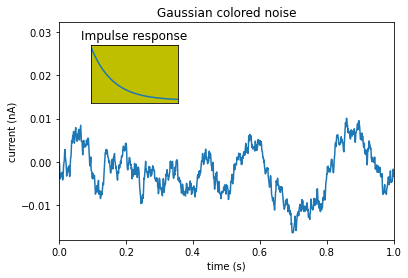 Gaussian colored noise
Impulse response
0.03
0.02
0.01
0.00
−0.01
current (nA)
0.0 0.2 0.4 0.6 0.8 1.0
time (s)